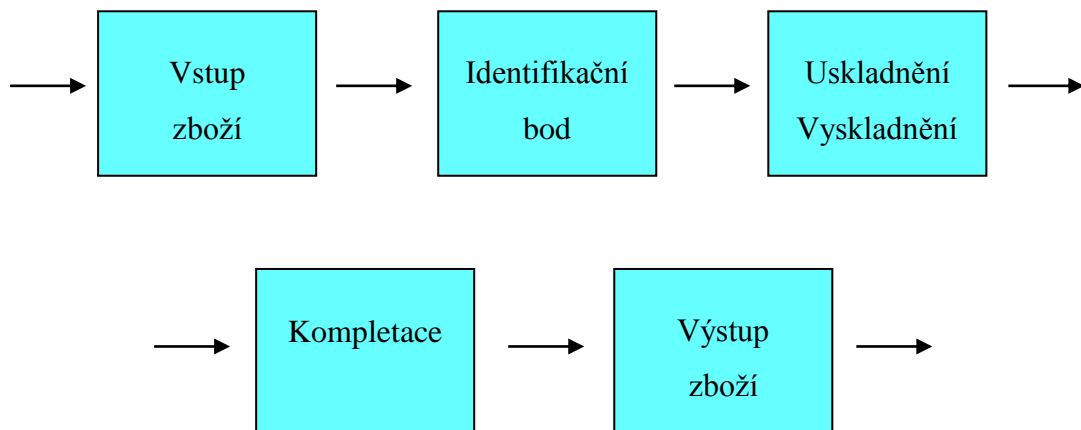 Vstup
zboží
Identifikační
bod
Uskladnění
Vyskladnění
Kompletace
Výstup
zboží